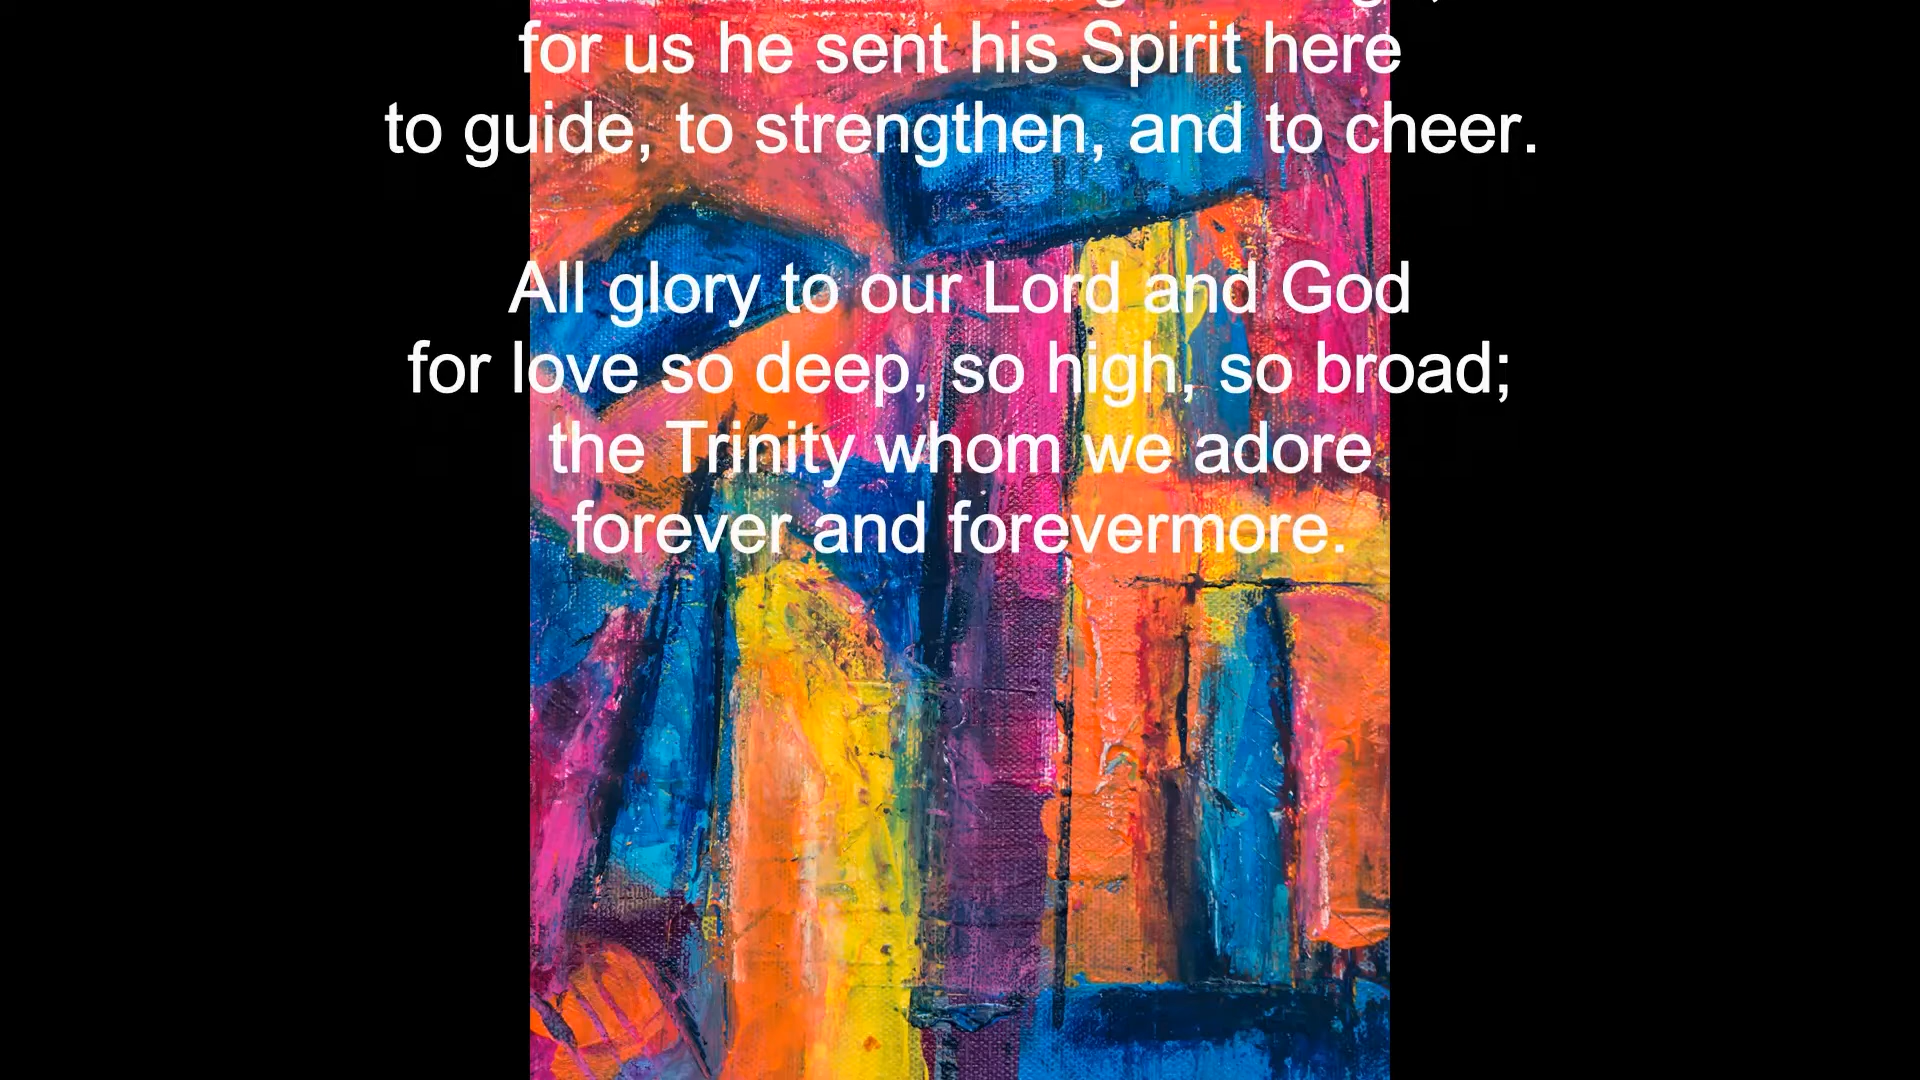 for us he sent his Spirit here
to guide, to strengthen, and to cheer.
All glory to our Lord and God
for love so deep, so high, so broad;
the Trinity whom we adore
forever and forevermore.